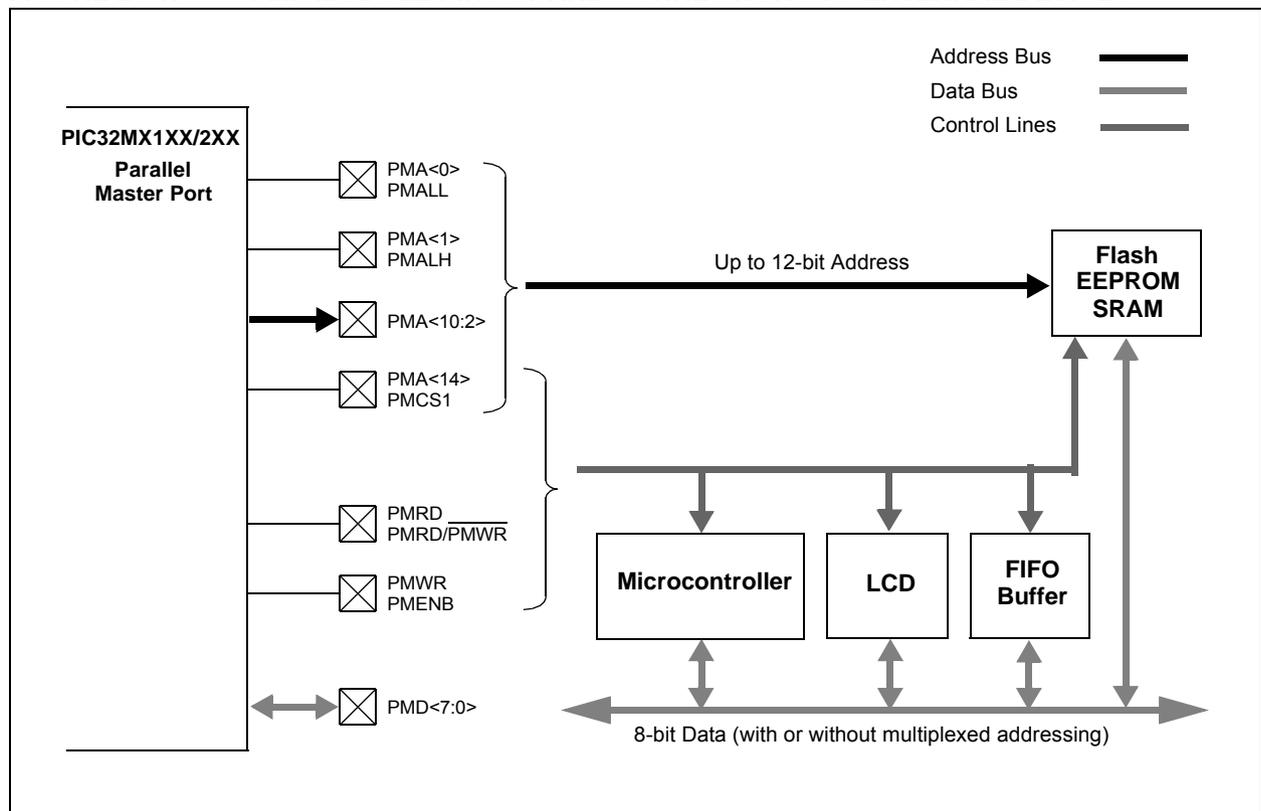 Address Bus
Data Bus
Control Lines
PIC32MX1XX/2XX
Parallel
Master Port
PMA<0>
PMALL
PMA<1>
PMALH
PMA<10:2>
PMA<14>
PMCS1
PMRD
PMRD/PMWR
PMWR
PMENB
PMD<7:0>
Up to 12-bit Address
Flash
EEPROM
SRAM
Microcontroller
LCD
FIFO
Buffer
8-bit Data (with or without multiplexed addressing)